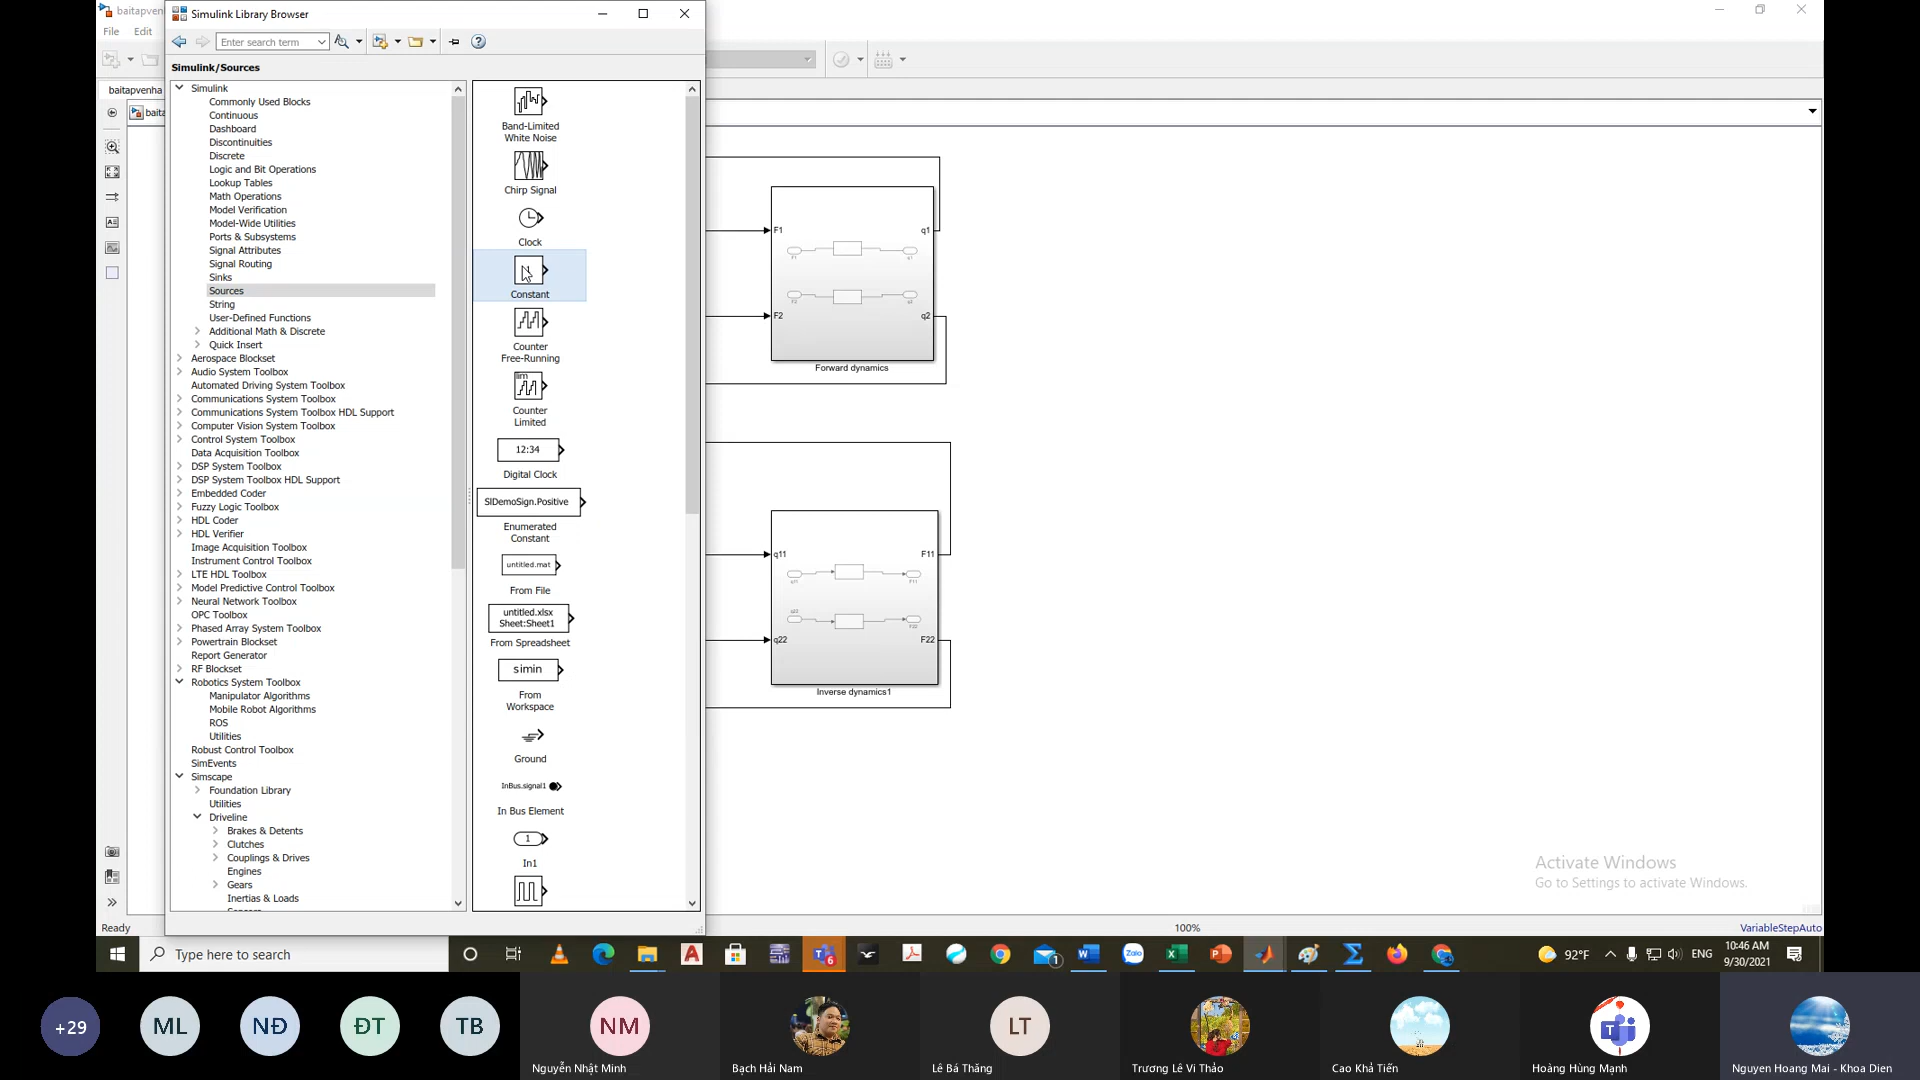 baitapvenha
Simulink Library Browser
File
Edit
Enter search term
Simulink/Sources
baitapvenha
baita
Simulink
Commonly Used Blocks
Continuous
Dashboard
Discontinuities
Discrete
Logic and Bit Operations
Lookup Tables
Math Operations
Model Verification
Model-Wide Utilities
Ports & Subsystems
Signal Attributes
Signal Routing
Sinks
Sources
String
User-Defined Functions
Additional Math & Discrete
Quick Insert
Aerospace Blockset
Audio System Toolbox
Automated Driving System Toolbox
Communications System Toolbox
Communications System Toolbox HDL Support
Computer Vision System Toolbox
Control System Toolbox
Data Acquisition Toolbox
DSP System Toolbox
DSP System Toolbox HDL Support
Embedded Coder
Fuzzy Logic Toolbox
HDL Coder
HDL Verifier
Image Acquisition Toolbox
Instrument Control Toolbox
LTE HDL Toolbox
Model Predictive Control Toolbox
Neural Network Toolbox
OPC Toolbox
Phased Array System Toolbox
Powertrain Blockset
Report Generator
RF Blockset
Robotics System Toolbox
Manipulator Algorithms
Mobile Robot Algorithms
ROS
Utilities
Robust Control Toolbox
SimEvents
Simscape
Foundation Library
Utilities
Driveline
Brakes & Detents
Clutches
Couplings & Drives
Engines
Gears
Inertias & Loads
Band-Limited
White Noise
Chirp Signal
Clock
Constant
Counter
Free-Running
lim
Counter
Limited
12:34
Digital Clock
SlDemoSign.Positive
Enumerated
Constant
untitled.mat
From File
untitled.xlsx
Sheet:Sheet1
From Spreadsheet
simin
From
Workspace
Ground
InBus.signal1
In Bus Element
1
In1
F1
q1
F2
q2
Forward dynamics
q11
F11
q22
F22
Inverse dynamics1
Activate Windows
Go to Settings to activate Windows.
Ready
100%
VariableStepAuto
Type here to search
6
1
Zalo
92°F
ENG
10:46 AM
9/30/2021
+29
ML
NĐ
ĐT
TB
NM
LT
Nguyễn Nhật Minh
Bạch Hải Nam
Lê Bá Thăng
Trương Lê Vi Thảo
Cao Khả Tiến
Hoàng Hùng Mạnh
Nguyen Hoang Mai - Khoa Dien